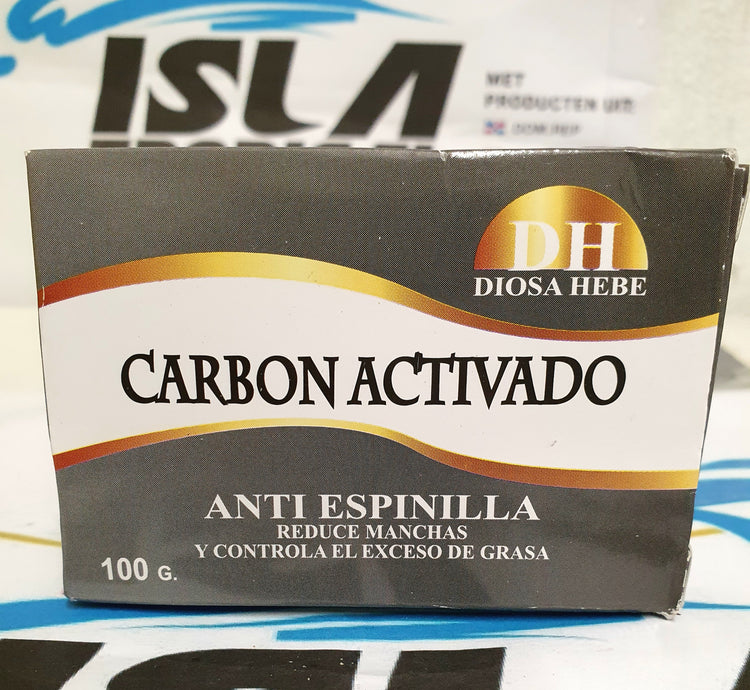 ISLA
MET
PRODUCTEN UIT:
DOM.REP
DH
DIOSA HEBE
CARBON ACTIVADO
ANTI ESPINILLA
REDUCE MANCHAS
Y CONTROLA EL EXCESO DE GRASA
100 G.